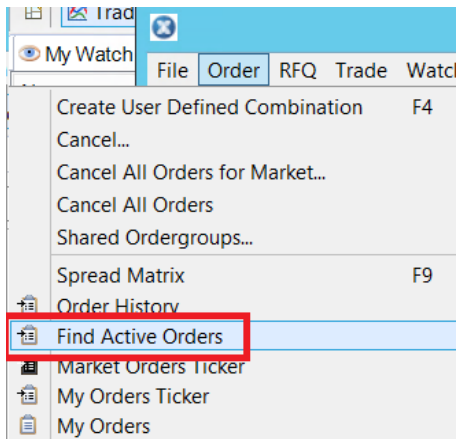 Trad
My Watch
File Order RFQ Trade Watch
Create User Defined Combination F4
Cancel...
Cancel All Orders for Market...
Cancel All Orders
Shared Ordergroups...
Spread Matrix F9
Order History
Find Active Orders
Market Orders Ticker
My Orders Ticker
My Orders